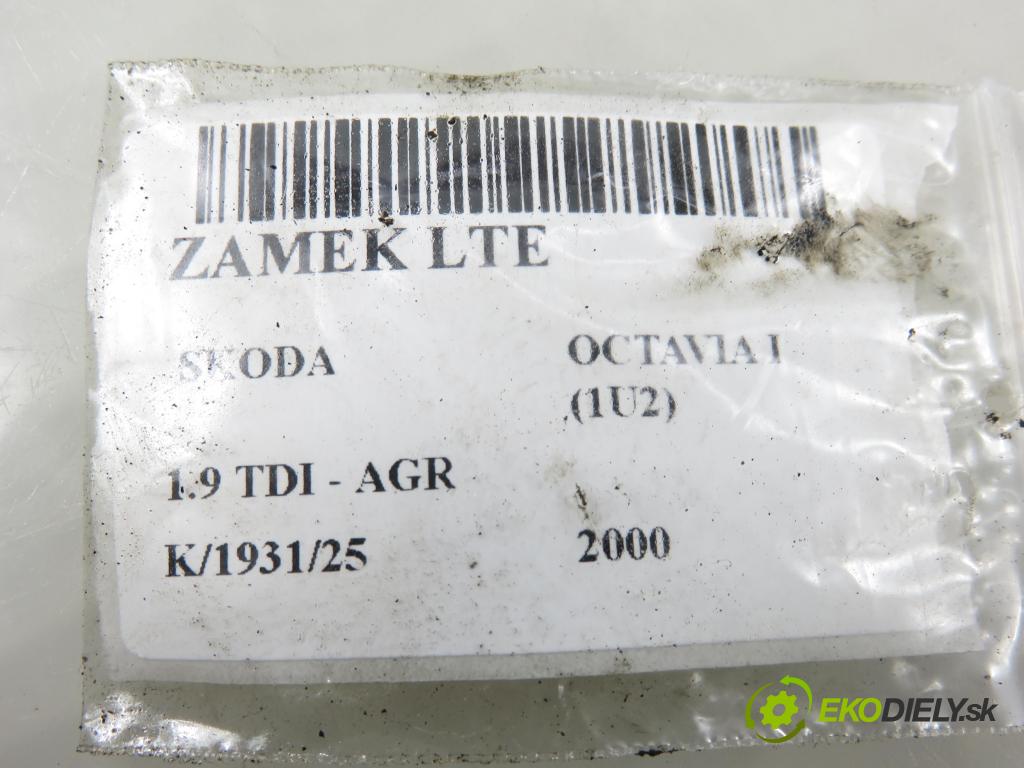 ZAMEK LTE
SKODA OCTAVIA I
(1U2)
1.9 TDI - AGR
K/1931/25 2000
EKODIELY.sk